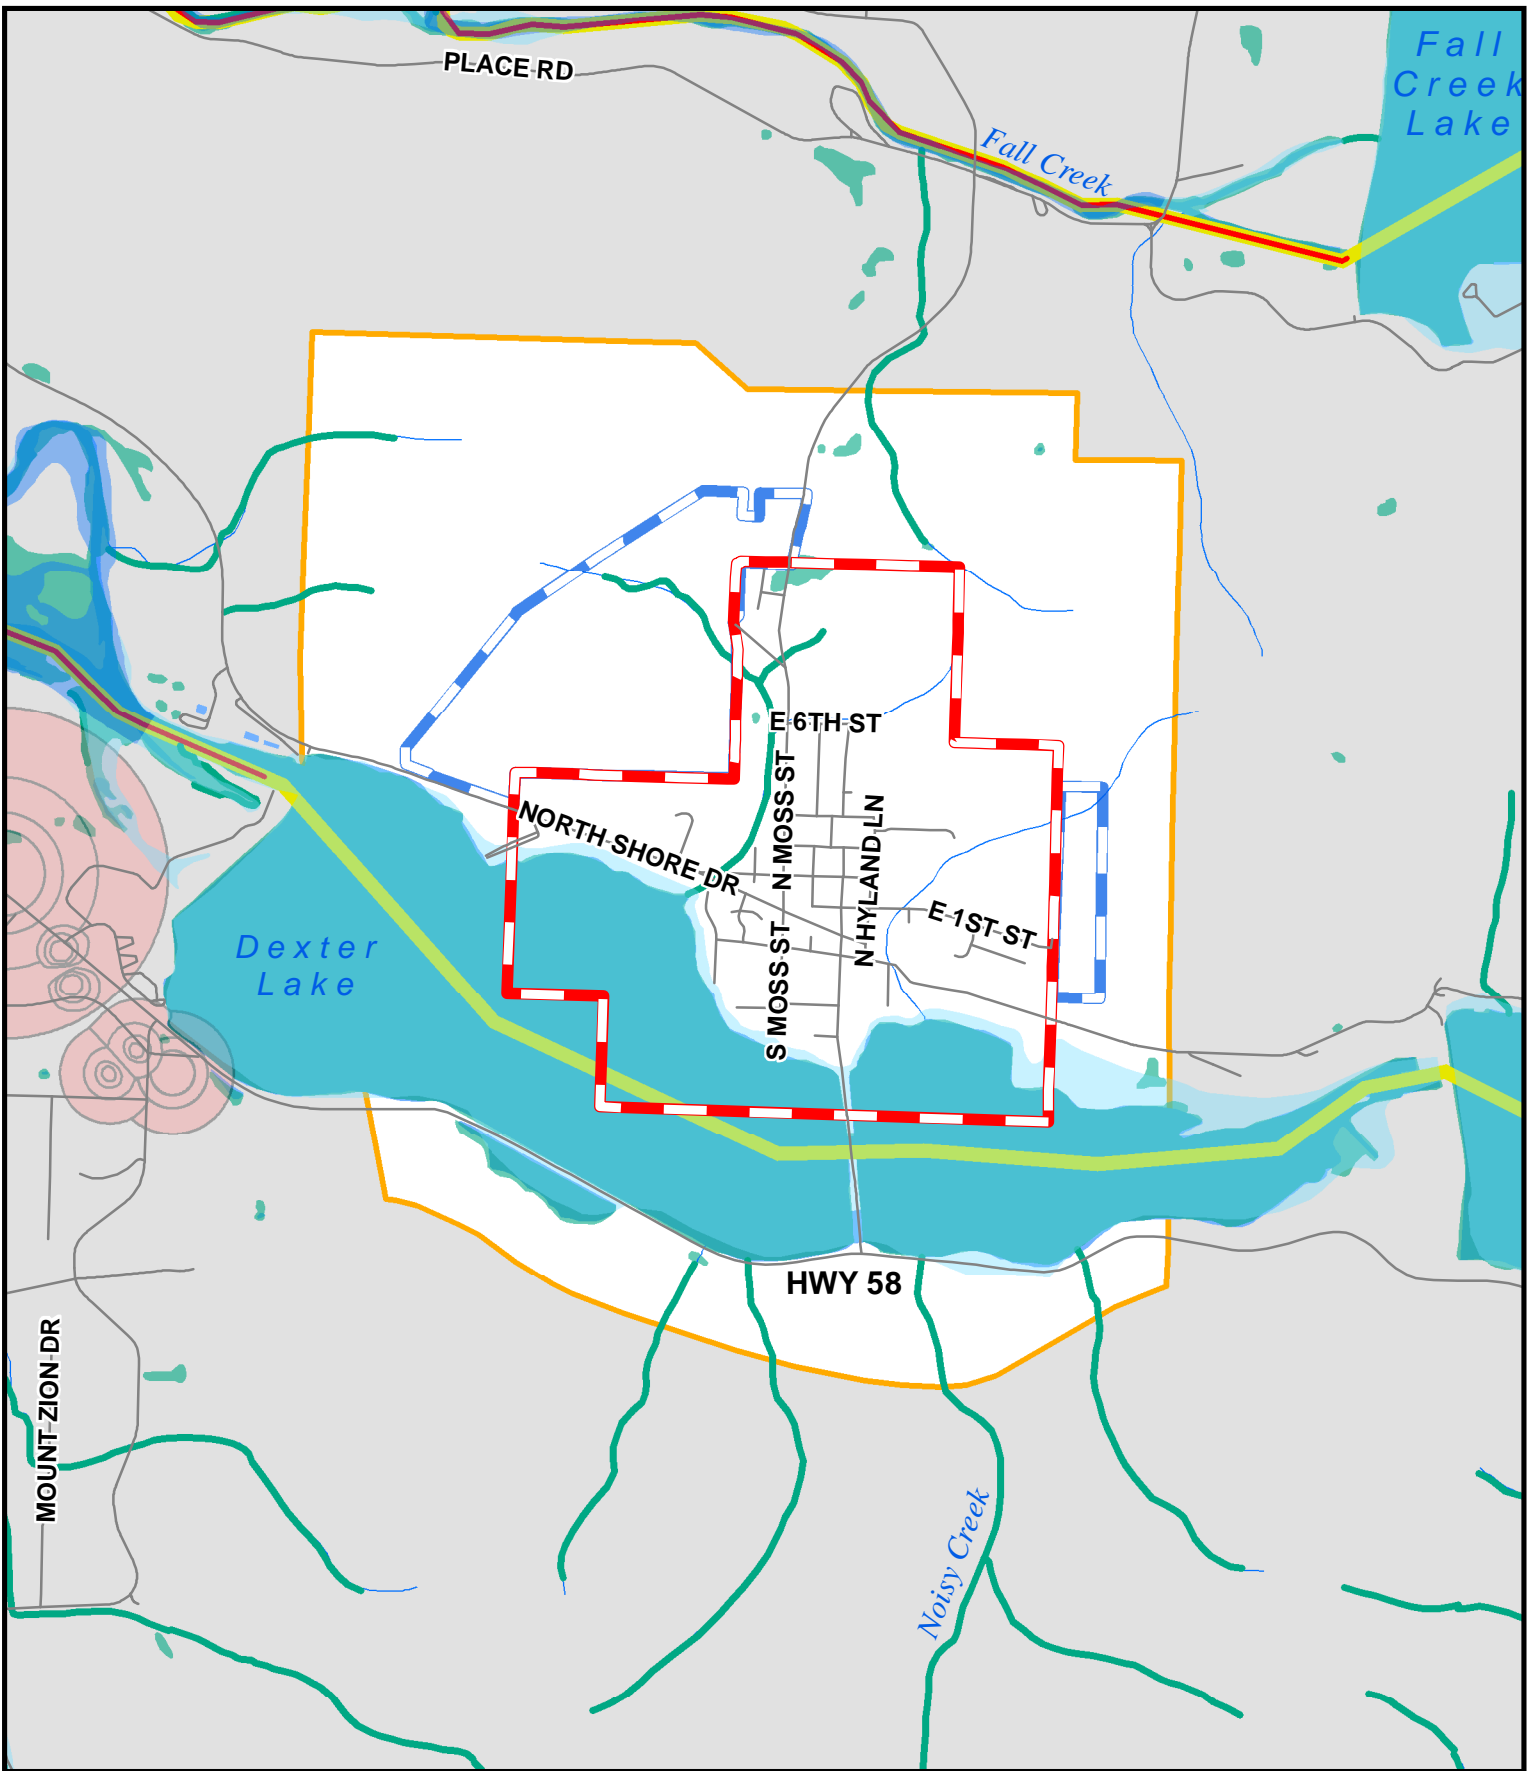 Fall
Creek
Lake
PLACE RD
Fall Creek
E 6TH ST
N MOSS ST
N HYLAND LN
NORTH SHORE DR
E 1ST ST
S MOSS ST
Dexter
Lake
HWY 58
MOUNT ZION DR
Noisy Creek